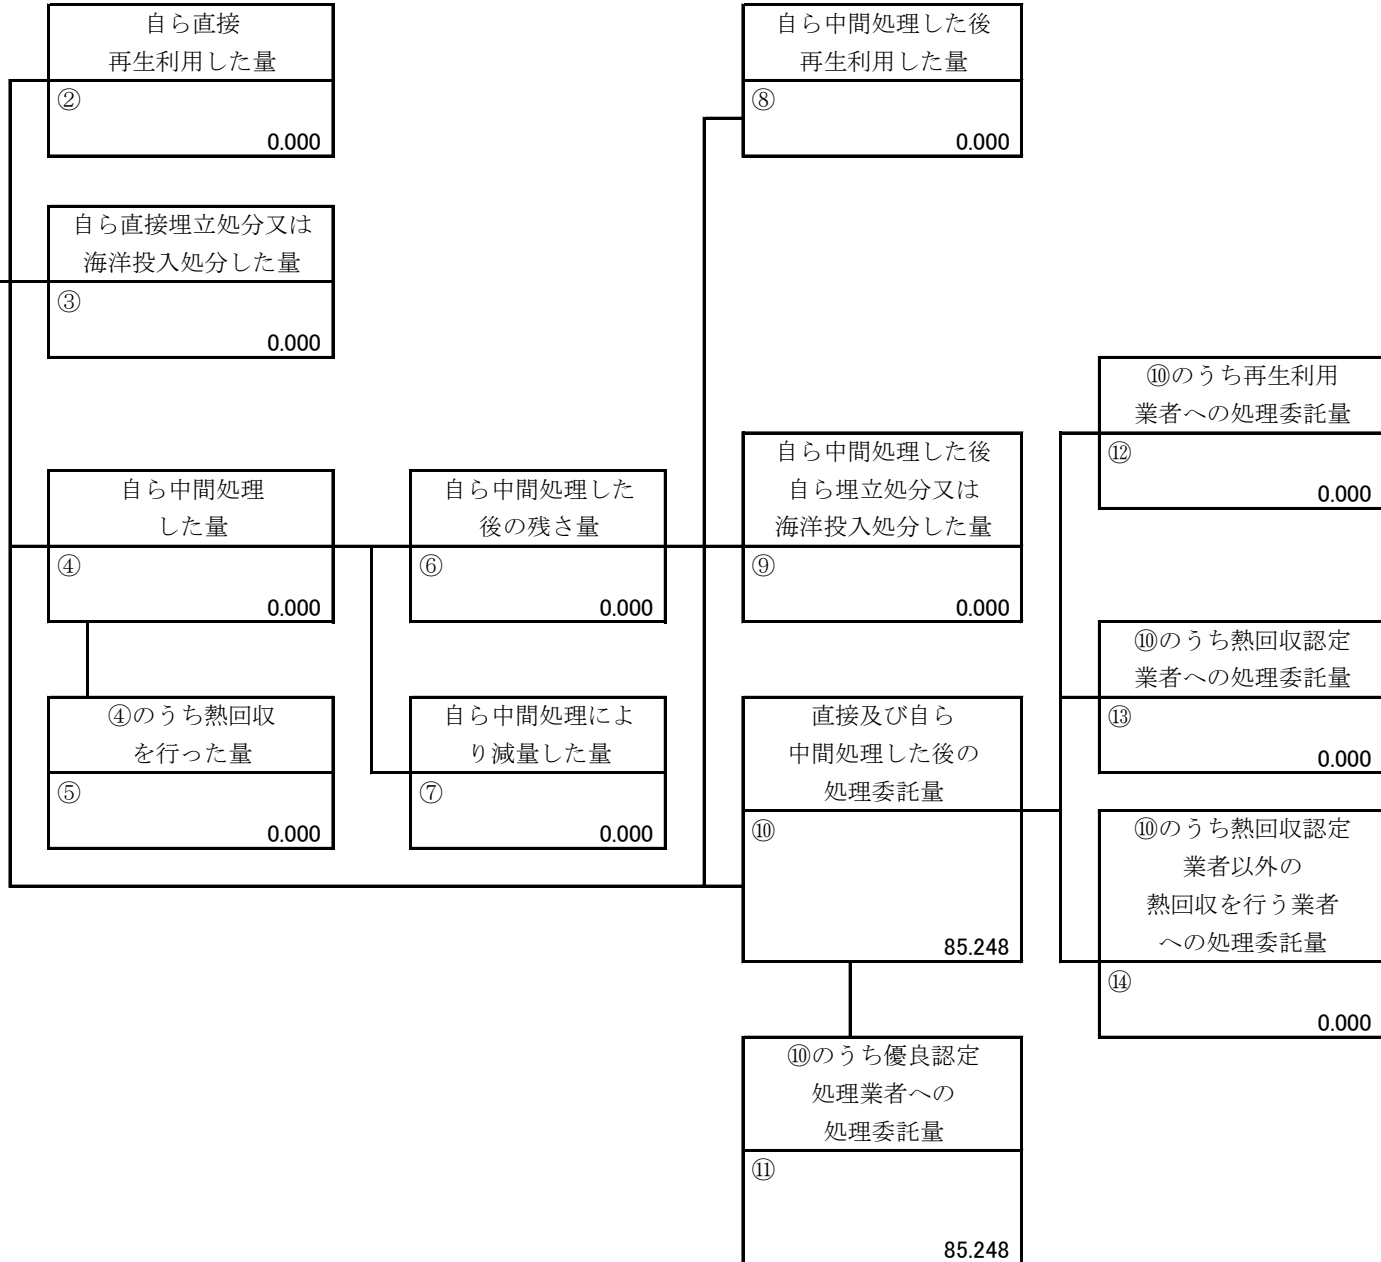 自ら直接
再生利用した量
②
0.000
自ら中間処理した後
再生利用した量
⑧
0.000
自ら直接埋立処分又は
海洋投入処分した量
③
0.000
⑩のうち再生利用
業者への処理委託量
⑫
0.000
自ら中間処理
した量
④
0.000
自ら中間処理した
後の残さ量
⑥
0.000
自ら中間処理した後
自ら埋立処分又は
海洋投入処分した量
⑨
0.000
⑩のうち熱回収認定
業者への処理委託量
⑬
0.000
④のうち熱回収
を行った量
⑤
0.000
自ら中間処理によ
り減量した量
⑦
0.000
直接及び自ら
中間処理した後の
処理委託量
⑩
85.248
⑩のうち熱回収認定
業者以外の
熱回収を行う業者
への処理委託量
⑭
0.000
⑩のうち優良認定
処理業者への
処理委託量
⑪
85.248